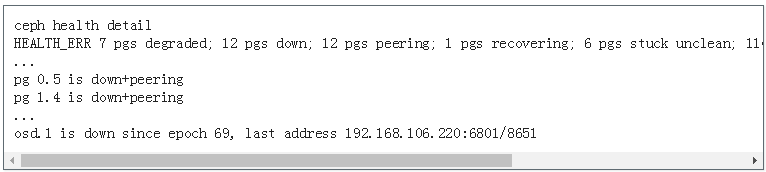 ceph health detail
HEALTH_ERR 7 pgs degraded; 12 pgs down; 12 pgs peering; 1 pgs recovering; 6 pgs stuck unclean;
...
pg 0.5 is down+peering
pg 1.4 is down+peering
...
osd.1 is down since epoch 69, last address 192.168.106.220:6801/8651